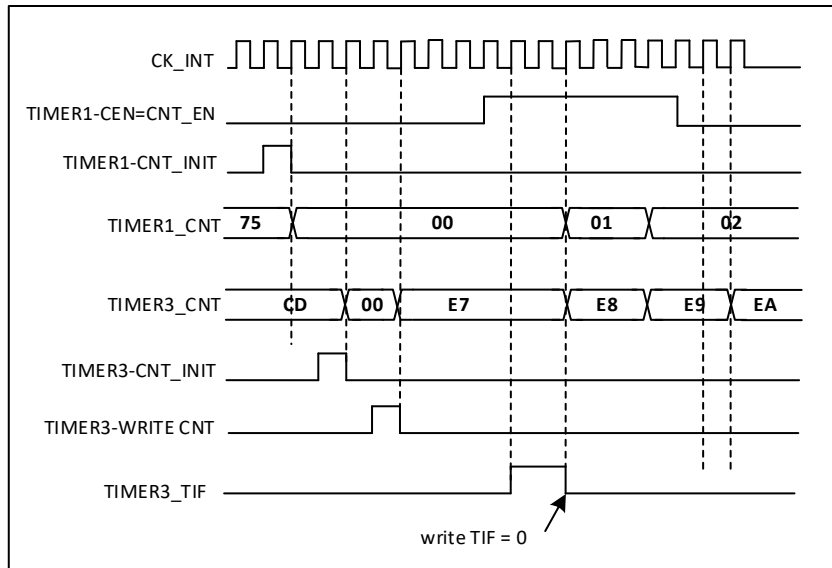 CK_INT
TIMER1-CEN=CNT_EN
TIMER1-CNT_INIT
TIMER1_CNT 75 00 01 02
TIMER3_CNT CD 00 E7 E8 E9 EA
TIMER3-CNT_INIT
TIMER3-WRITE CNT
TIMER3_TIF
write TIF = 0